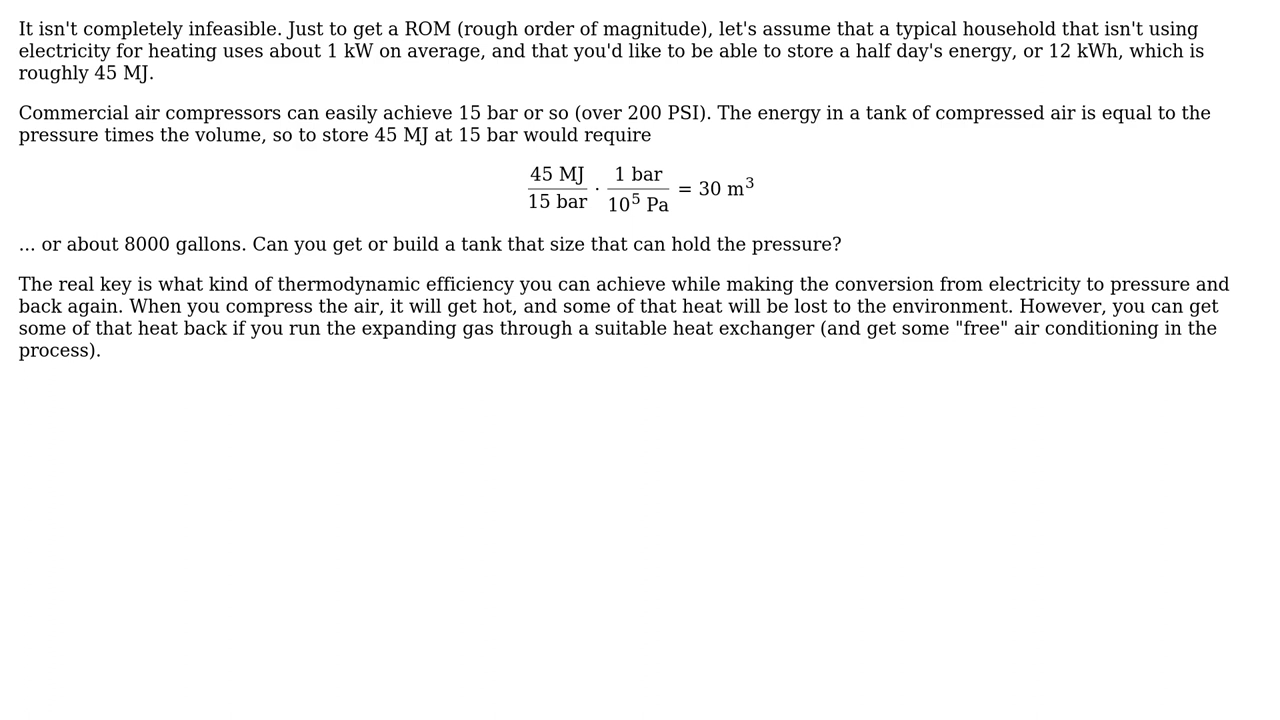 It isn't completely infeasible. Just to get a ROM (rough order of magnitude), let's assume that a typical household that isn't using
electricity for heating uses about 1 kW on average, and that you'd like to be able to store a half day's energy, or 12 kWh, which is
roughly 45 MJ.
Commercial air compressors can easily achieve 15 bar or so (over 200 PSI). The energy in a tank of compressed air is equal to the
pressure times the volume, so to store 45 MJ at 15 bar would require
45 MJ / 15 bar · 1 bar / 10⁵ Pa = 30 m³
... or about 8000 gallons. Can you get or build a tank that size that can hold the pressure?
The real key is what kind of thermodynamic efficiency you can achieve while making the conversion from electricity to pressure and
back again. When you compress the air, it will get hot, and some of that heat will be lost to the environment. However, you can get
some of that heat back if you run the expanding gas through a suitable heat exchanger (and get some "free" air conditioning in the
process).